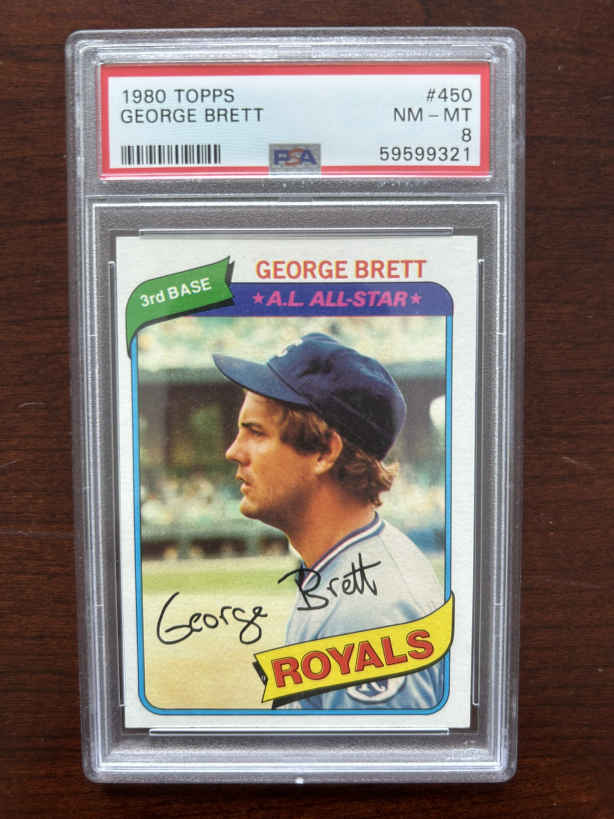 1980 TOPPS #450
GEORGE BRETT NM - MT
8
PSA 59599321
3rd BASE
GEORGE BRETT
★A.L. ALL-STAR★
George Brett
ROYALS